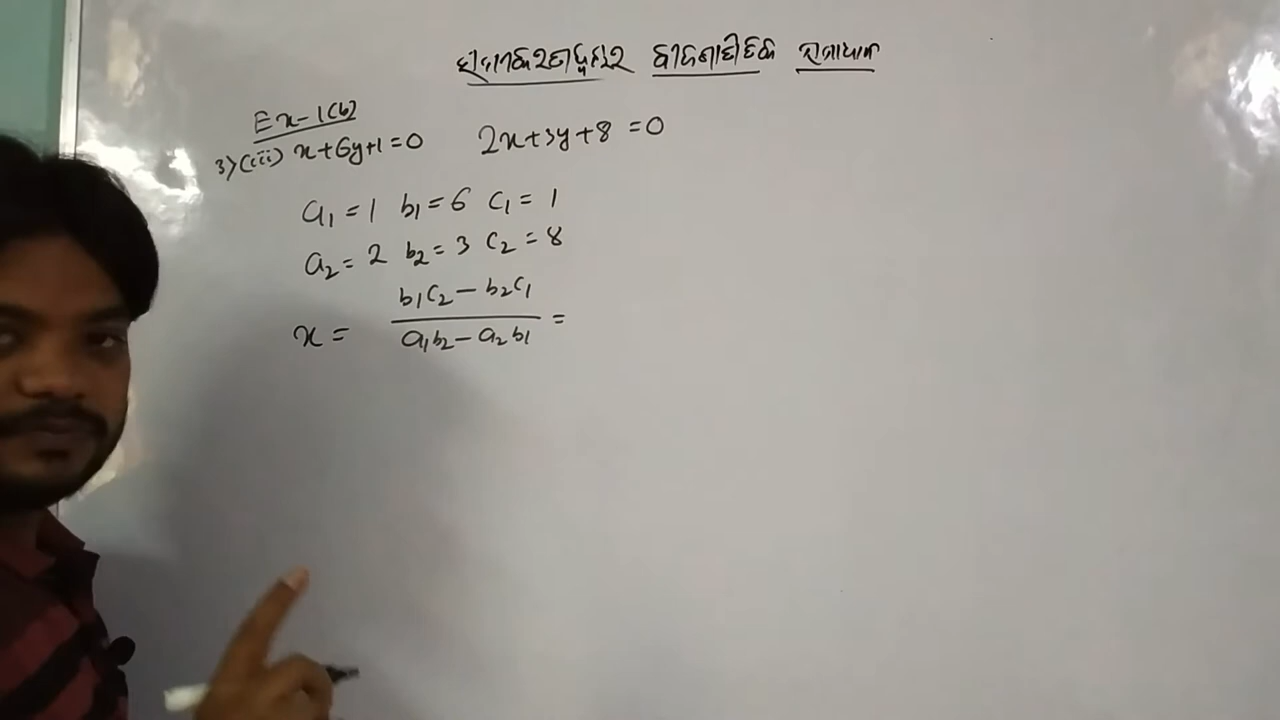 Ex-1(b)
3>(iii) x+6y+1=0 2x+3y+8=0
a₁=1 b₁=6 c₁=1
a₂=2 b₂=3 c₂=8
b₁c₂-b₂c₁
x= =
a₁b₂-a₂b₁